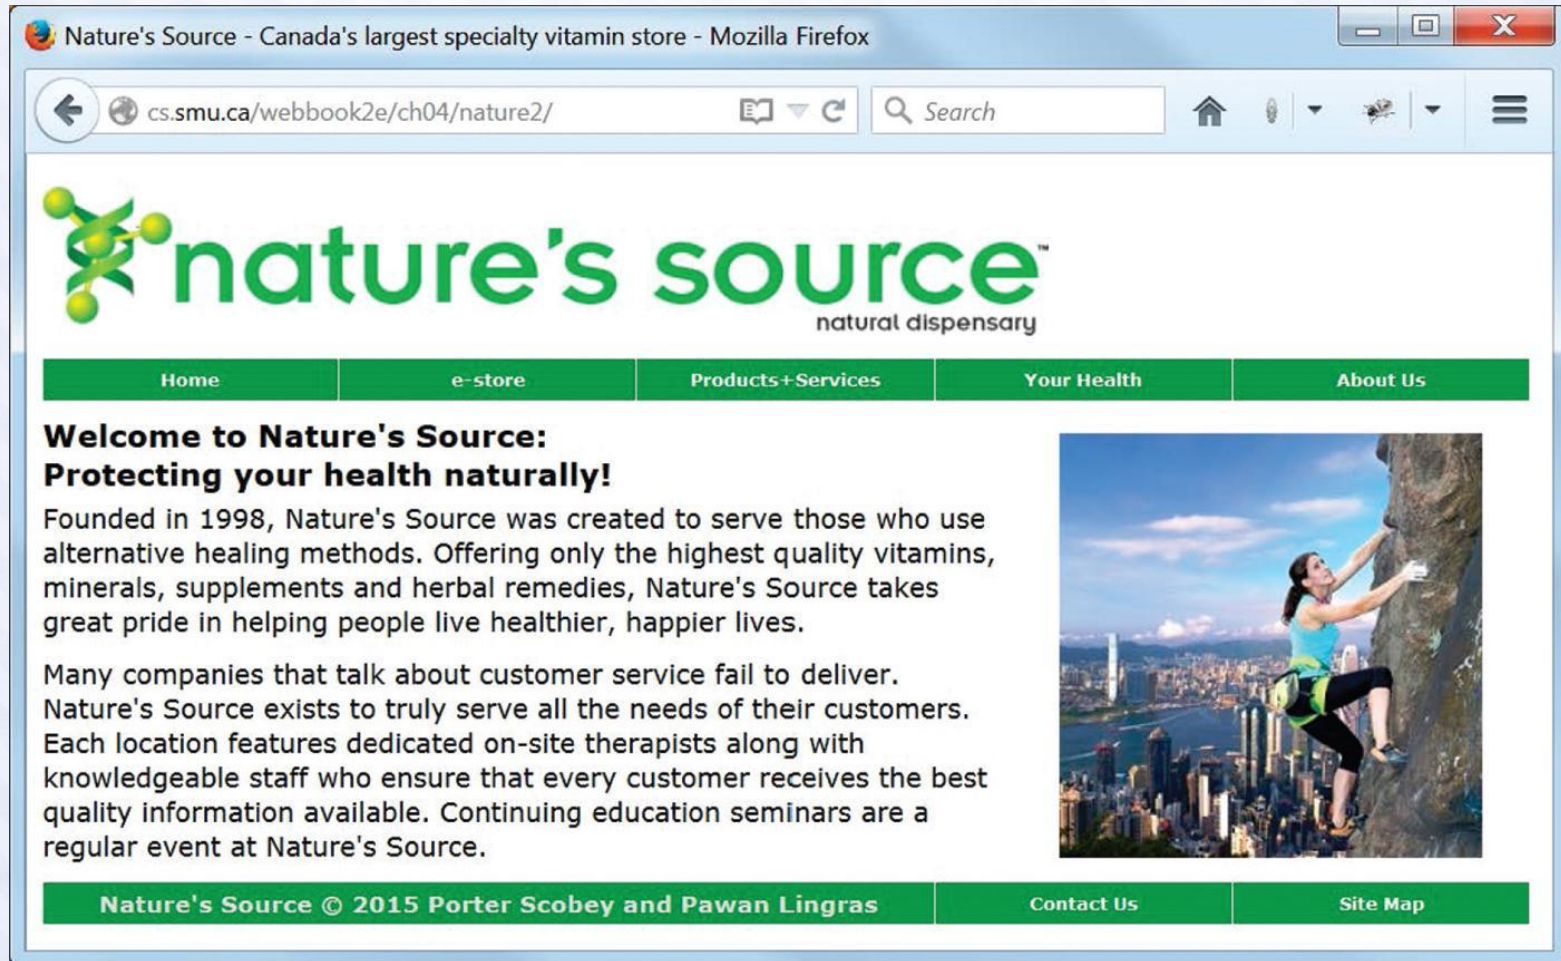 Nature's Source - Canada's largest specialty vitamin store - Mozilla Firefox
cs.smu.ca/webbook2e/ch04/nature2/
Search
nature's source™
natural dispensary
Home e-store Products+Services Your Health About Us
Welcome to Nature's Source:
Protecting your health naturally!
Founded in 1998, Nature's Source was created to serve those who use
alternative healing methods. Offering only the highest quality vitamins,
minerals, supplements and herbal remedies, Nature's Source takes
great pride in helping people live healthier, happier lives.
Many companies that talk about customer service fail to deliver.
Nature's Source exists to truly serve all the needs of their customers.
Each location features dedicated on-site therapists along with
knowledgeable staff who ensure that every customer receives the best
quality information available. Continuing education seminars are a
regular event at Nature's Source.
Nature's Source © 2015 Porter Scobey and Pawan Lingras Contact Us Site Map